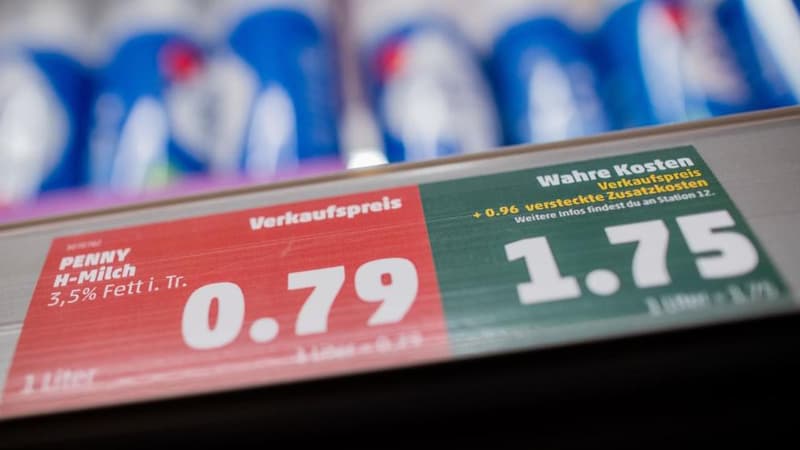 Verkaufspreis
PENNY
H-Milch
3,5% Fett i. Tr.
0.79
1 Liter
Wahre Kosten
Verkaufspreis
+ 0.96 versteckte Zusatzkosten
Weitere Infos findest du an Station 12.
1.75